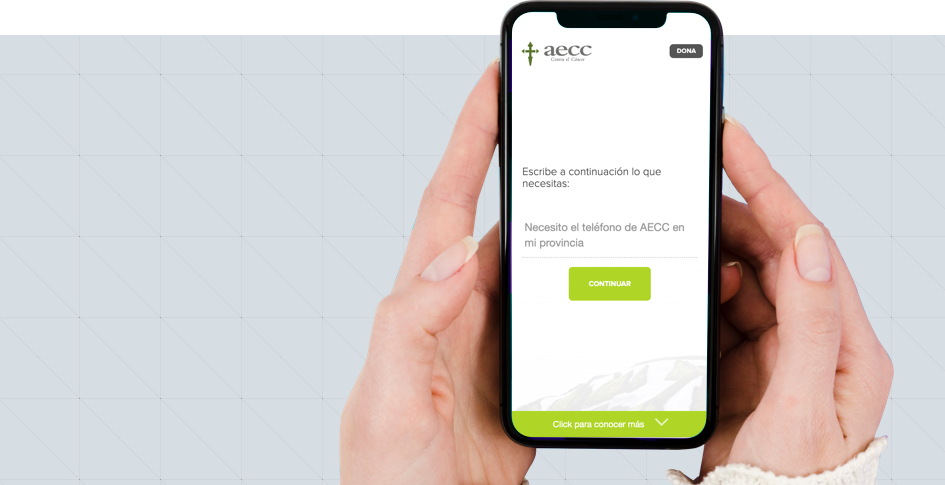 aecc
Contra el Cáncer
DONA
Escribe a continuación lo que
necesitas:
Necesito el teléfono de AECC en
mi provincia
CONTINUAR
Click para conocer más